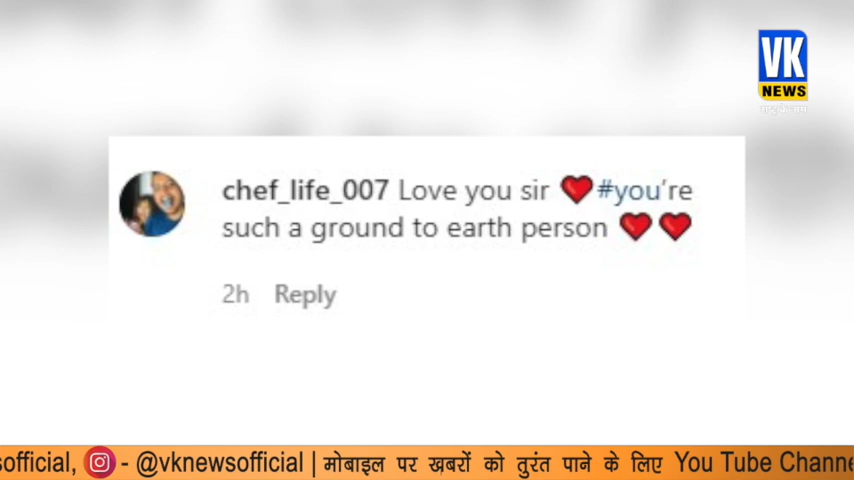 VK
NEWS
chef_life_007 Love you sir ❤️#you're
such a ground to earth person ❤️❤️
2h Reply
sofficial, - @vknewsofficial | मोबाइल पर खबरों को तुरंत पाने के लिए You Tube Channe